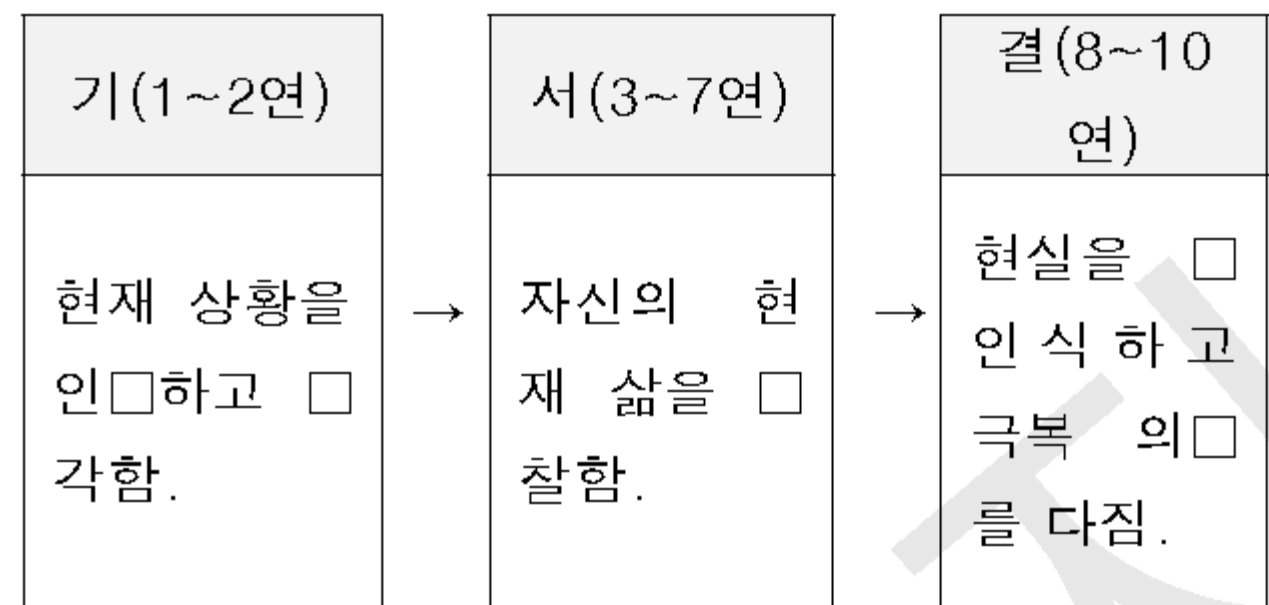 기(1~2연)
현재 상황을
인□하고 □
각함.
→
서(3~7연)
자신의 현
재 삶을 □
찰함.
→
결(8~10
연)
현실을 □
인식하고
극복 의□
를 다짐.